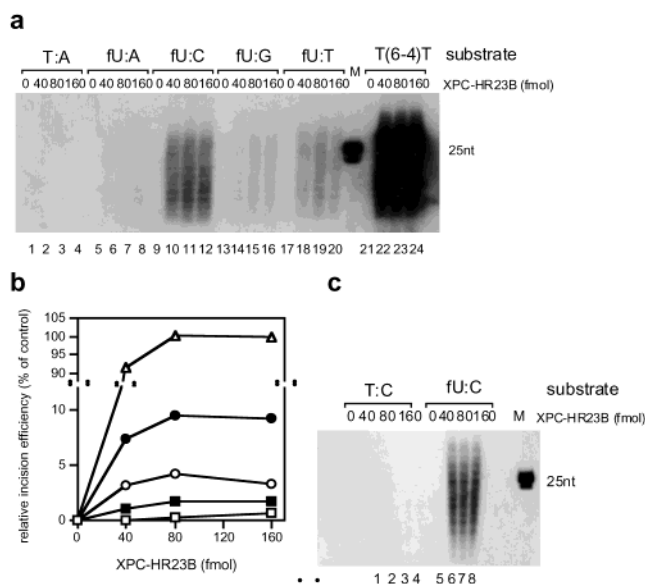 a
T:A fU:A fU:C fU:G fU:T M T(6-4)T substrate
0 40 80 160 0 40 80 160 0 40 80 160 0 40 80 160 0 40 80 160 0 40 80 160 XPC-HR23B (fmol)
25nt
1 2 3 4 5 6 7 8 9 10 11 12 13 14 15 16 17 18 19 20 21 22 23 24
b
relative incision efficiency (% of control)
105
100
95
90
10
5
0
0 40 80 120 160
XPC-HR23B (fmol)
c
T:C fU:C substrate
0 40 80 160 0 40 80 160 M XPC-HR23B (fmol)
25nt
1 2 3 4 5 6 7 8